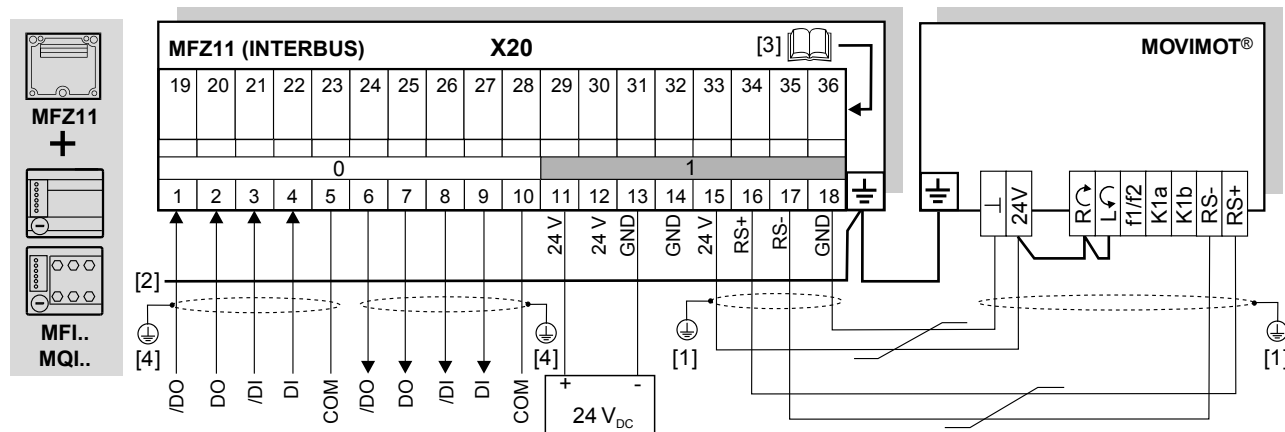 MFZ11
+
MFI..
MQI..
MFZ11 (INTERBUS) X20 [3]
19 20 21 22 23 24 25 26 27 28 29 30 31 32 33 34 35 36
0 1
1 2 3 4 5 6 7 8 9 10 11 12 13 14 15 16 17 18
24 V 24 V GND GND 24 V RS+ RS- GND
[2]
[4] [4] [1] [1]
/DO DO /DI DI COM /DO DO /DI DI COM
+ -
24 VDC
MOVIMOT®
⊥ 24V R L f1/f2 K1a K1b RS- RS+